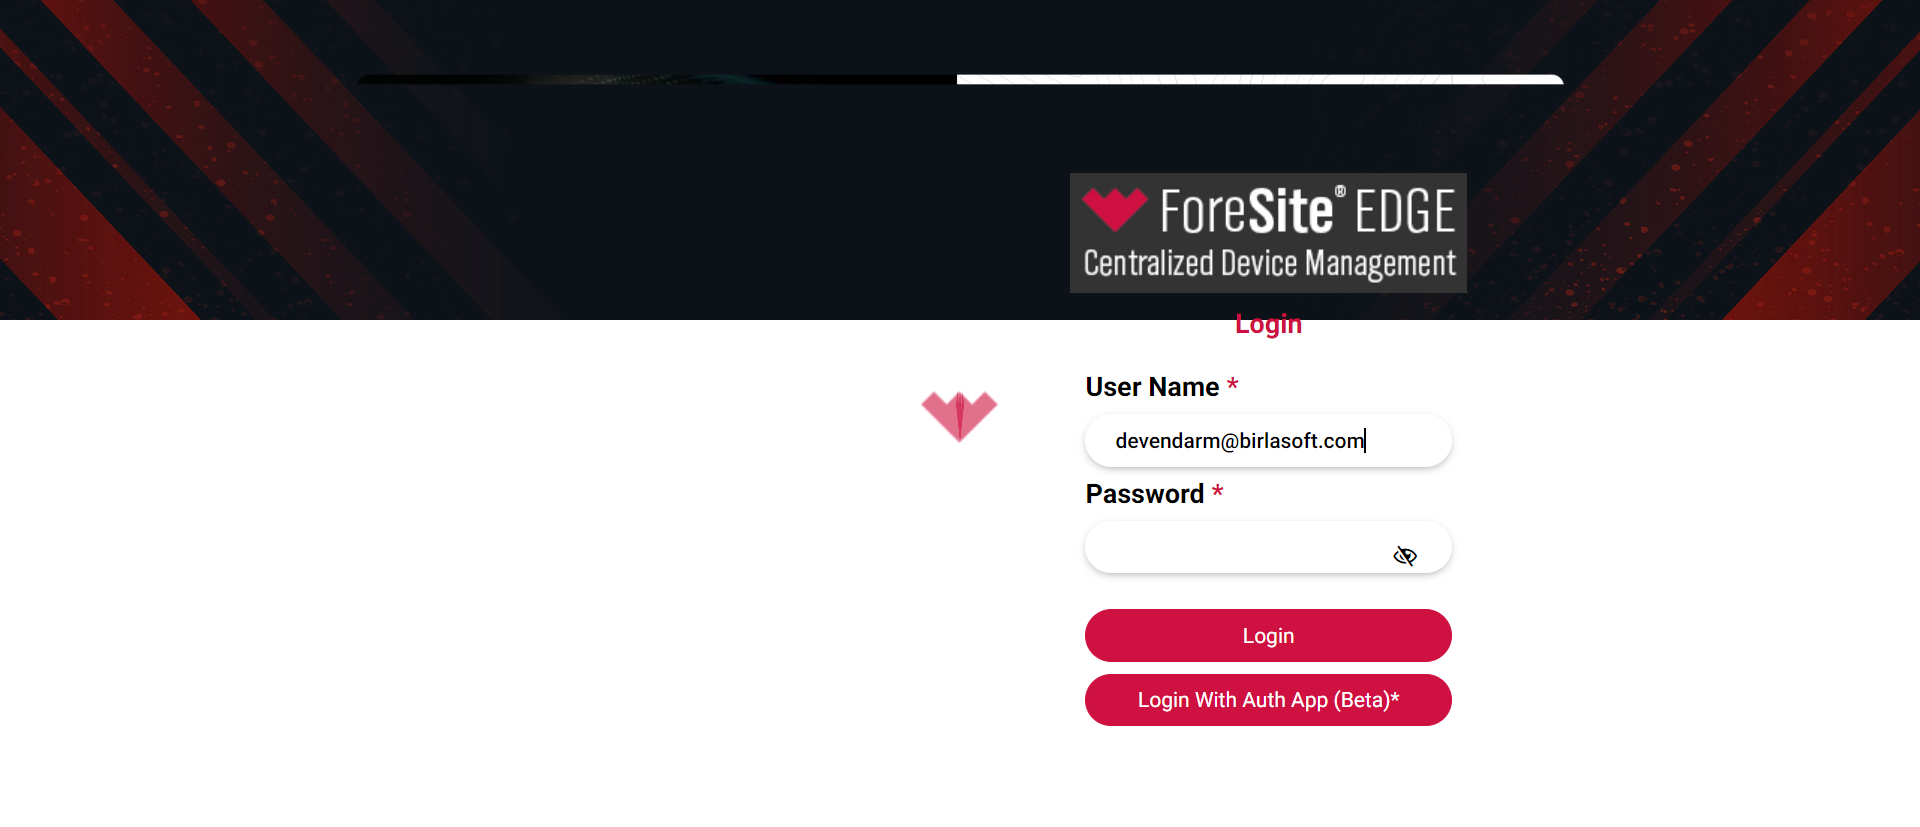 ForeSite® EDGE
Centralized Device Management
Login
User Name *
devendarm@birlasoft.com
Password *
Login
Login With Auth App (Beta)*